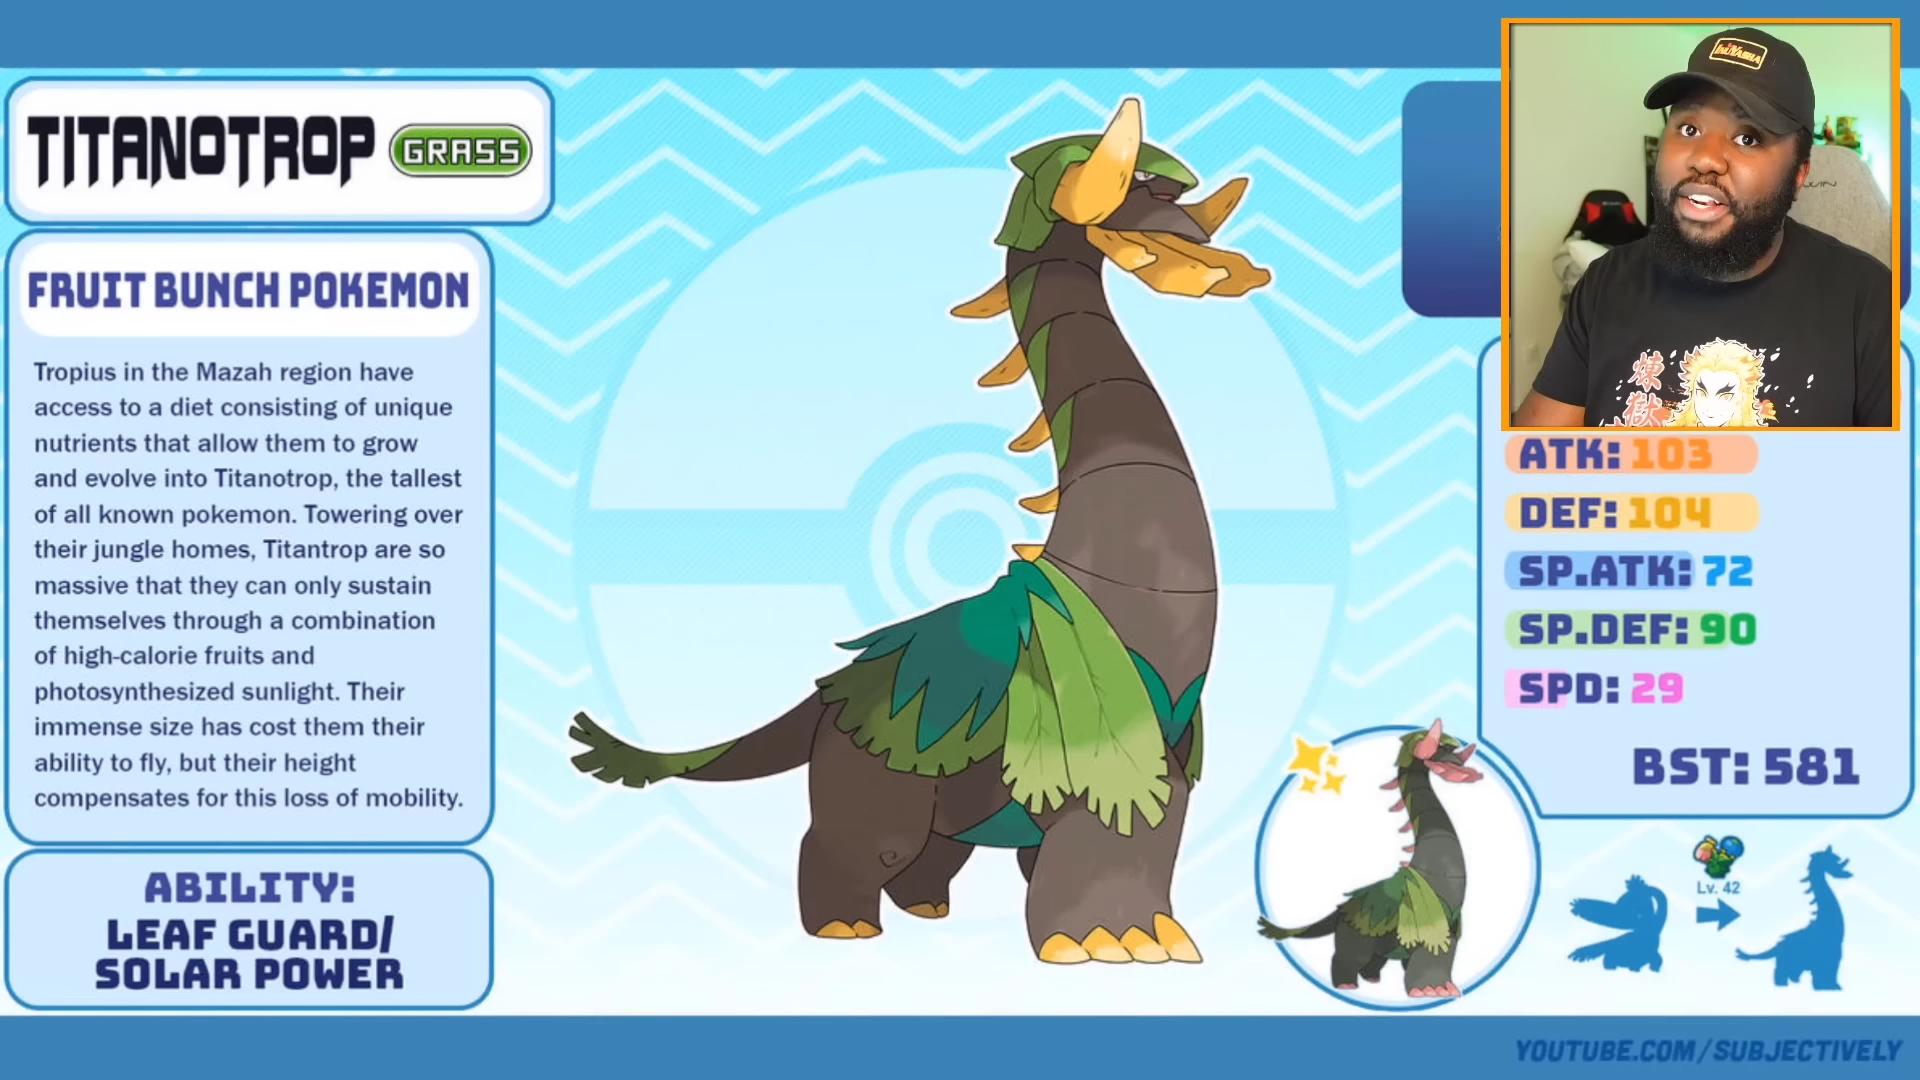 TITANOTROP GRASS
FRUIT BUNCH POKEMON
Tropius in the Mazah region have
access to a diet consisting of unique
nutrients that allow them to grow
and evolve into Titanotrop, the tallest
of all known pokemon. Towering over
their jungle homes, Titantrop are so
massive that they can only sustain
themselves through a combination
of high-calorie fruits and
photosynthesized sunlight. Their
immense size has cost them their
ability to fly, but their height
compensates for this loss of mobility.
ABILITY:
LEAF GUARD/
SOLAR POWER
INUYASHA
煉
獄
ATK: 103
DEF: 104
SP.ATK: 72
SP.DEF: 90
SPD: 29
BST: 581
Lv. 42
YOUTUBE.COM/SUBJECTIVELY